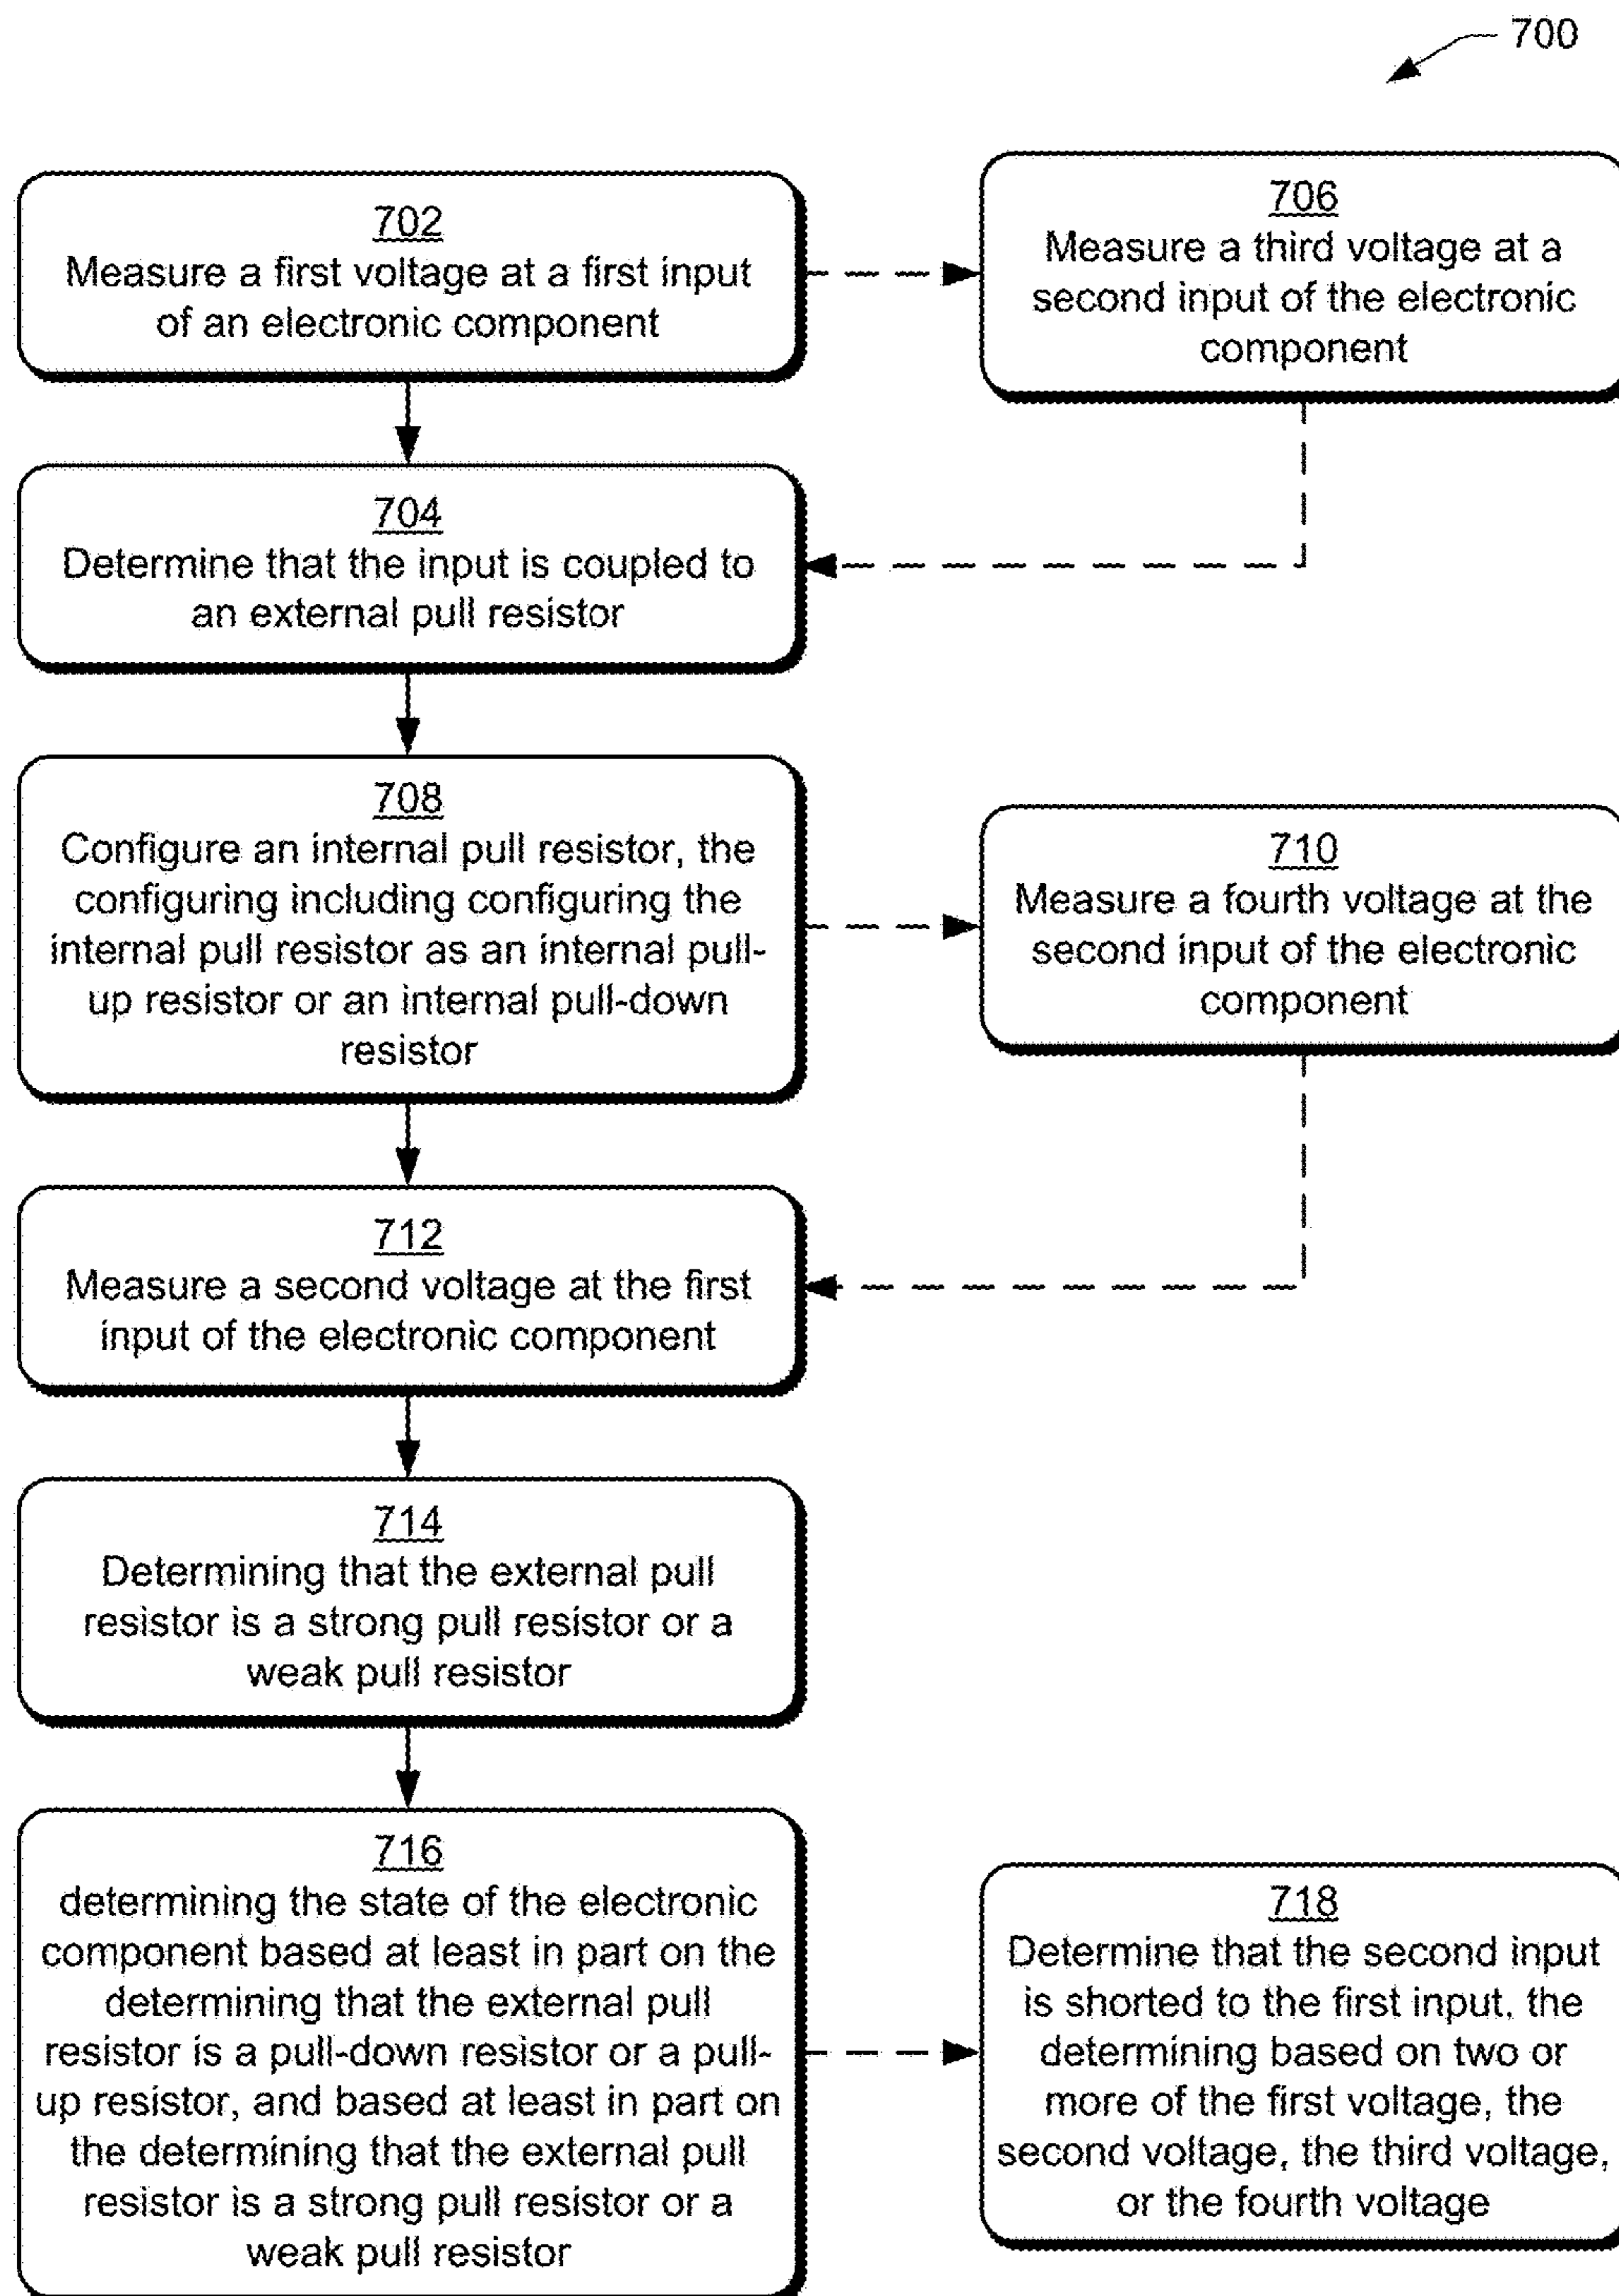 700
702
Measure a first voltage at a first input
of an electronic component
706
Measure a third voltage at a
second input of the electronic
component
704
Determine that the input is coupled to
an external pull resistor
708
Configure an internal pull resistor, the
configuring including configuring the
internal pull resistor as an internal pull-
up resistor or an internal pull-down
resistor
710
Measure a fourth voltage at the
second input of the electronic
component
712
Measure a second voltage at the first
input of the electronic component
714
Determining that the external pull
resistor is a strong pull resistor or a
weak pull resistor
716
determining the state of the electronic
component based at least in part on the
determining that the external pull
resistor is a pull-down resistor or a pull-
up resistor, and based at least in part on
the determining that the external pull
resistor is a strong pull resistor or a
weak pull resistor
718
Determine that the second input
is shorted to the first input, the
determining based on two or
more of the first voltage, the
second voltage, the third voltage,
or the fourth voltage